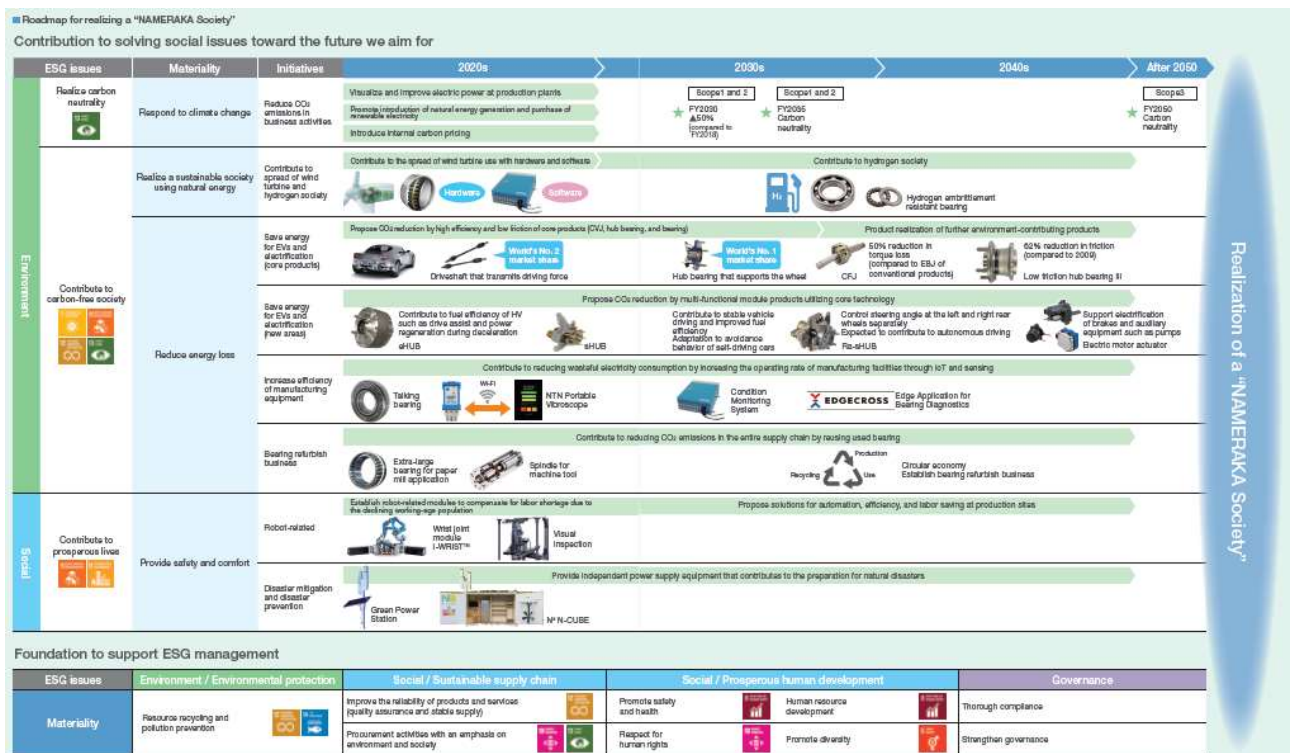 Roadmap for realizing a “NAMERAKA Society”
Contribution to solving social issues toward the future we aim for
ESG issues
Materiality
Initiatives
2020s
2030s
2040s
After 2050
Environment
Realize carbon
neutrality
Respond to climate change
Reduce CO₂
emissions in
business activities
Visualize and improve electric power at production plants
Promote introduction of natural energy generation and purchase of
renewable electricity
Introduce internal carbon pricing
Scope1 and 2
FY2030
▲50%
(compared to
FY2018)
Scope1 and 2
FY2035
Carbon
neutrality
Scope3
FY2050
Carbon
neutrality
Contribute to
carbon-free society
Realize a sustainable society
using natural energy
Contribute to
spread of wind
turbine and
hydrogen society
Contribute to the spread of wind turbine use with hardware and software
Hardware
Software
Contribute to hydrogen society
H₂
Hydrogen embrittlement
resistant bearing
Reduce energy loss
Save energy
for EVs and
electrification
(core products)
Propose CO₂ reduction by high efficiency and low friction of core products (CVJ, hub bearing, and bearing)
World's No. 2
market share
Driveshaft that transmits driving force
World's No. 1
market share
Hub bearing that supports the wheel
Product realization of further environment-contributing products
50% reduction in
torque loss
(compared to EBJ of
conventional products)
CFJ
62% reduction in friction
(compared to 2009)
Low friction hub bearing III
Save energy
for EVs and
electrification
(new areas)
Propose CO₂ reduction by multi-functional module products utilizing core technology
Contribute to fuel efficiency of HV
such as drive assist and power
regeneration during deceleration
eHUB
sHUB
Contribute to stable vehicle
driving and improved fuel
efficiency
Adaptation to avoidance
behavior of self-driving cars
Control steering angle at the left and right rear
wheels separately
Expected to contribute to autonomous driving
Ra-sHUB
Support electrification
of brakes and auxiliary
equipment such as pumps
Electric motor actuator
Increase efficiency
of manufacturing
equipment
Contribute to reducing wasteful electricity consumption by increasing the operating rate of manufacturing facilities through IoT and sensing
Talking
bearing
Wi-Fi
NTN Portable
Vibroscope
Condition
Monitoring
System
EDGECROSS
Edge Application for
Bearing Diagnostics
Bearing refurbish
business
Contribute to reducing CO₂ emissions in the entire supply chain by reusing used bearing
Extra-large
bearing for paper
mill application
Spindle for
machine tool
Production
Recycling
Use
Circular economy
Establish bearing refurbish business
Social
Contribute to
prosperous lives
Provide safety and comfort
Robot-related
Establish robot-related modules to compensate for labor shortage due to
the declining working-age population
Wrist joint
module
I-WRIST™
Visual
Inspection
Propose solutions for automation, efficiency, and labor saving at production sites
Disaster mitigation
and disaster
prevention
Provide independent power supply equipment that contributes to the preparation for natural disasters
Green Power
Station
N³ N-CUBE
Realization of a “NAMERAKA Society”
Foundation to support ESG management
ESG issues
Environment / Environmental protection
Social / Sustainable supply chain
Social / Prosperous human development
Governance
Materiality
Resource recycling and
pollution prevention
Improve the reliability of products and services
(quality assurance and stable supply)
Procurement activities with an emphasis on
environment and society
Promote safety
and health
Human resource
development
Respect for
human rights
Promote diversity
Thorough compliance
Strengthen governance